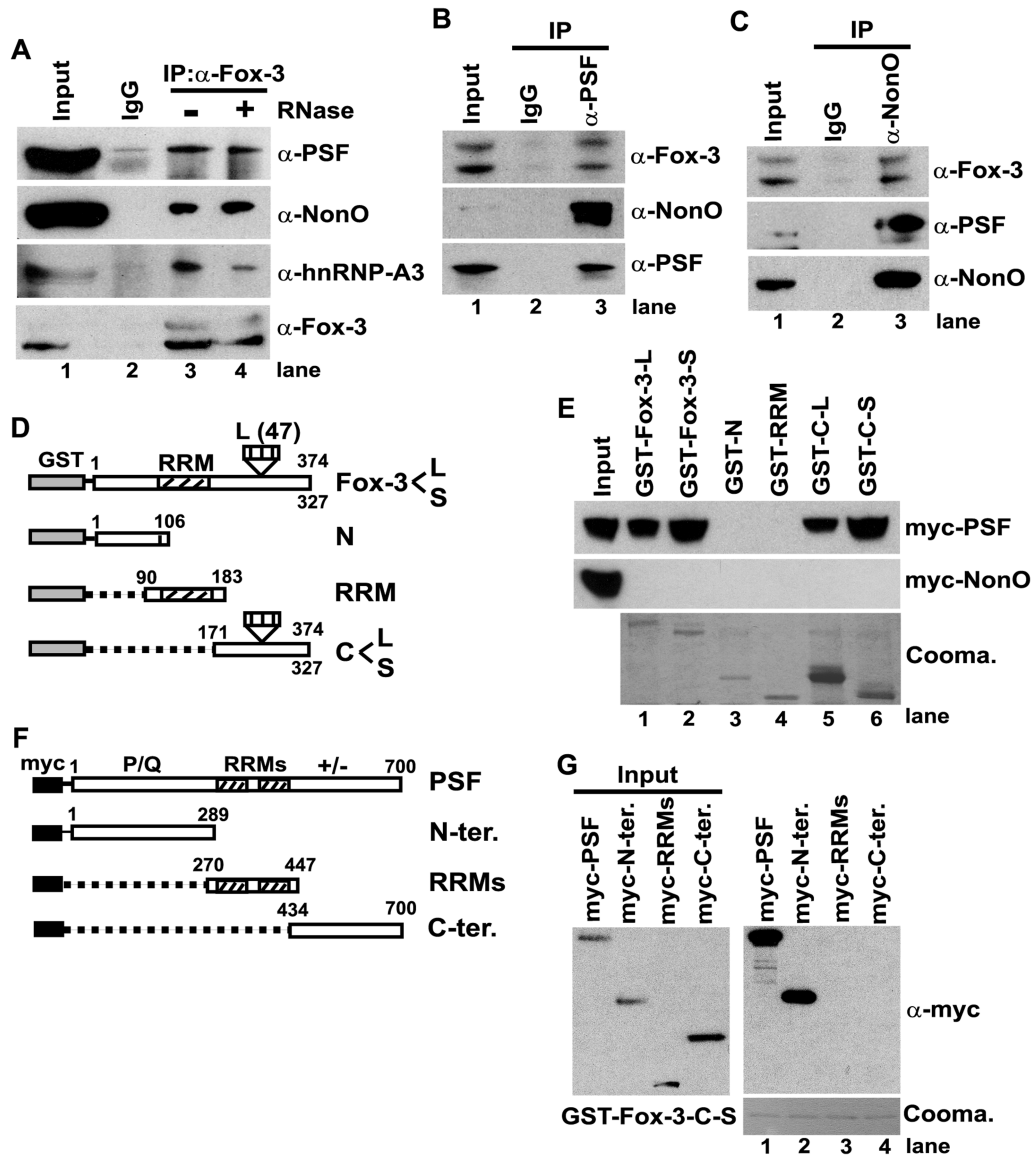 A
Input
IgG
IP:α-Fox-3
- + RNase
α-PSF
α-NonO
α-hnRNP-A3
α-Fox-3
1 2 3 4 lane
B
IP
Input
IgG
α-PSF
α-Fox-3
α-NonO
α-PSF
1 2 3 lane
C
IP
Input
IgG
α-NonO
α-Fox-3
α-PSF
α-NonO
1 2 3 lane
D
L (47)
GST 1 RRM 374
Fox-3 < L
S
327
1 106
N
90 183
RRM
171 374
C < L
S
327
E
Input
GST-Fox-3-L
GST-Fox-3-S
GST-N
GST-RRM
GST-C-L
GST-C-S
myc-PSF
myc-NonO
Cooma.
1 2 3 4 5 6 lane
F
myc 1 P/Q RRMs +/- 700
PSF
1 289
N-ter.
270 447
RRMs
434 700
C-ter.
G
Input
myc-PSF
myc-N-ter.
myc-RRMs
myc-C-ter.
myc-PSF
myc-N-ter.
myc-RRMs
myc-C-ter.
α-myc
GST-Fox-3-C-S
Cooma.
1 2 3 4 lane